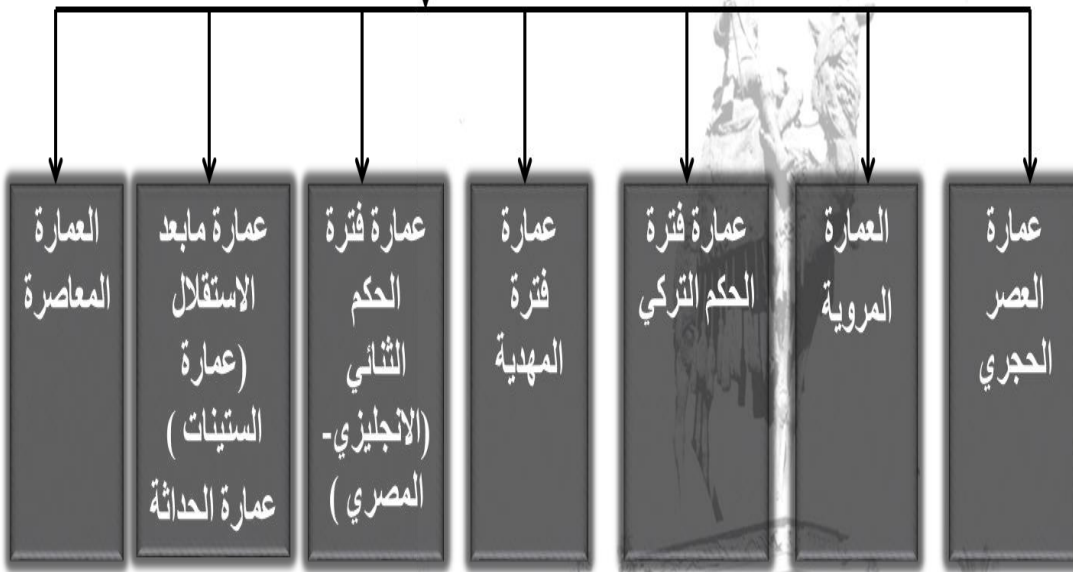 عمارة
العصر
الحجري
العمارة
المروية
عمارة فترة
الحكم التركي
عمارة
فترة
المهدية
عمارة فترة
الحكم
الثنائي
(الانجليزي-
المصري )
عمارة مابعد
الاستقلال
(عمارة
الستينات )
عمارة الحداثة
العمارة
المعاصرة